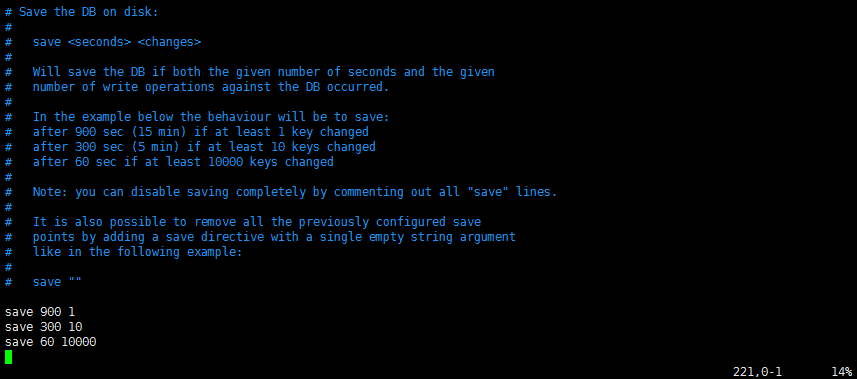 # Save the DB on disk:
#
#   save <seconds> <changes>
#
#   Will save the DB if both the given number of seconds and the given
#   number of write operations against the DB occurred.
#
#   In the example below the behaviour will be to save:
#   after 900 sec (15 min) if at least 1 key changed
#   after 300 sec (5 min) if at least 10 keys changed
#   after 60 sec if at least 10000 keys changed
#
#   Note: you can disable saving completely by commenting out all "save" lines.
#
#   It is also possible to remove all the previously configured save
#   points by adding a save directive with a single empty string argument
#   like in the following example:
#
#   save ""

save 900 1
save 300 10
save 60 10000
221,0-1       14%